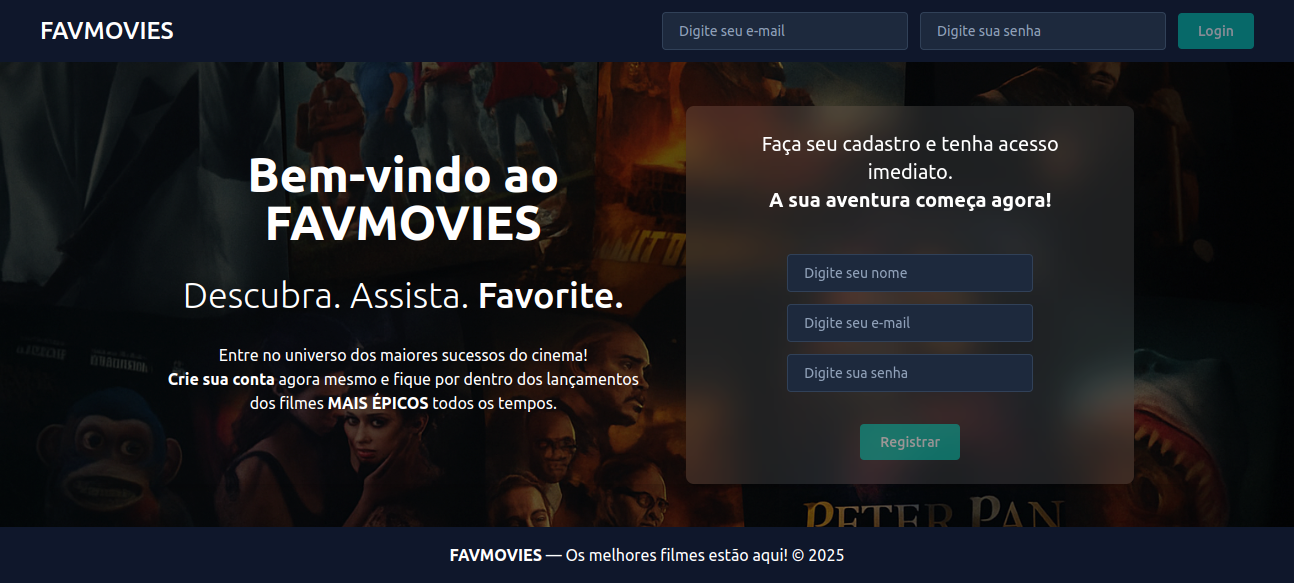 FAVMOVIES
Digite seu e-mail
Digite sua senha
Login
Bem-vindo ao
FAVMOVIES
Descubra. Assista. Favorite.
Entre no universo dos maiores sucessos do cinema!
Crie sua conta agora mesmo e fique por dentro dos lançamentos
dos filmes MAIS ÉPICOS todos os tempos.
Faça seu cadastro e tenha acesso
imediato.
A sua aventura começa agora!
Digite seu nome
Digite seu e-mail
Digite sua senha
Registrar
PETER PAN
FAVMOVIES — Os melhores filmes estão aqui! © 2025